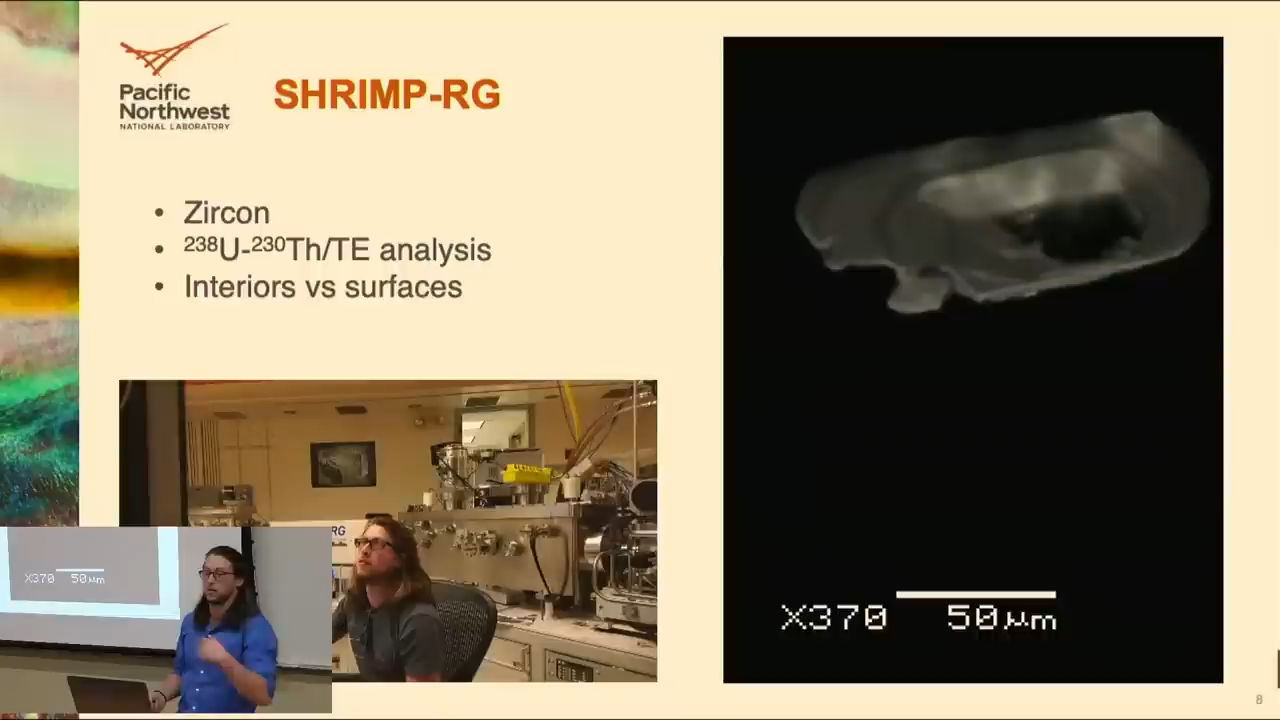 Pacific
Northwest
NATIONAL LABORATORY
SHRIMP-RG
• Zircon
• ²³⁸U-²³⁰Th/TE analysis
• Interiors vs surfaces
RG
X370 50μm
X370 50μm
8